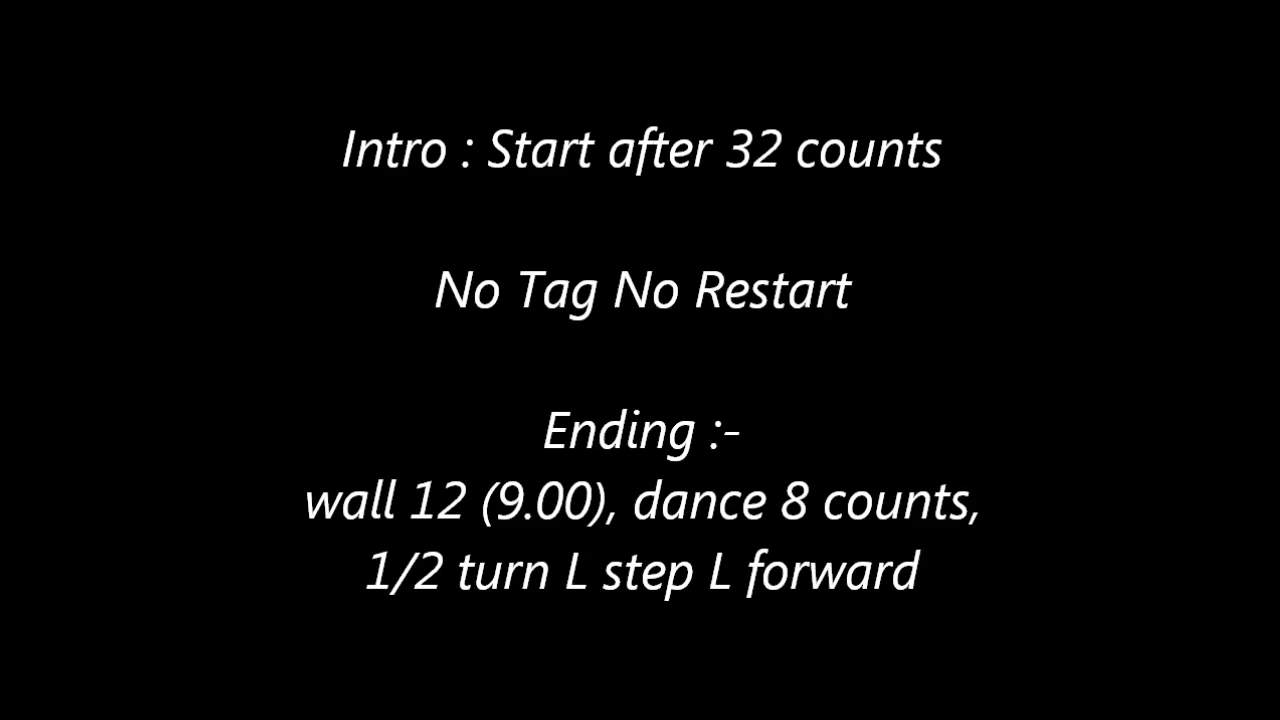 Intro : Start after 32 counts
No Tag No Restart
Ending :-
wall 12 (9.00), dance 8 counts,
1/2 turn L step L forward